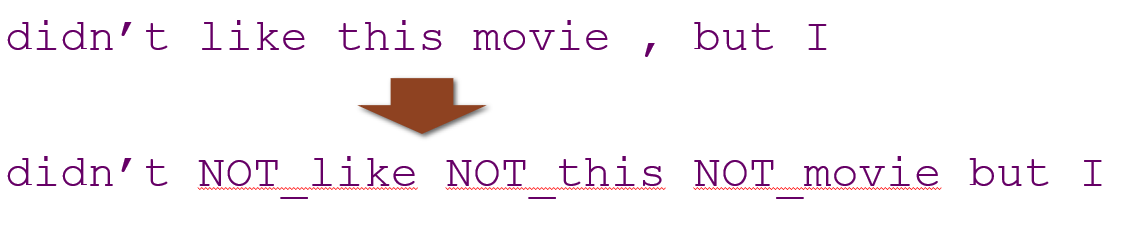 didn’t like this movie , but I
didn’t NOT_like NOT_this NOT_movie but I